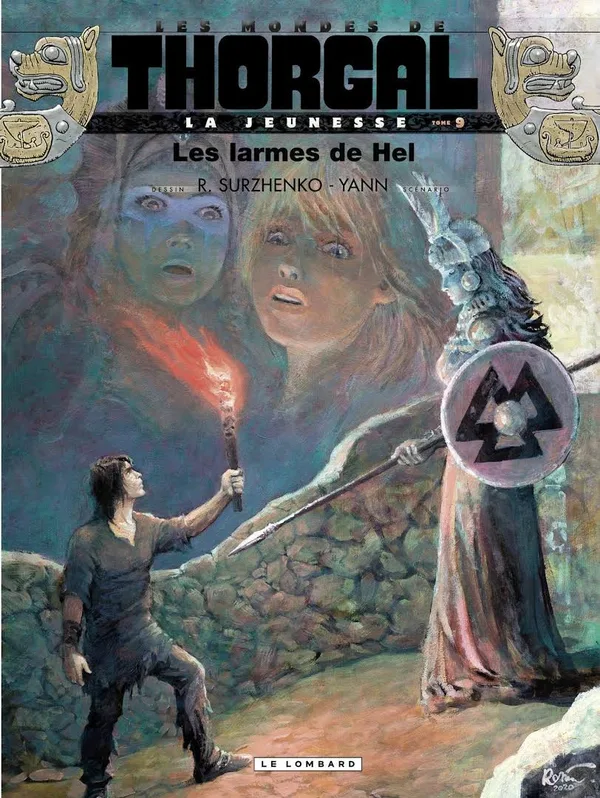 LES MONDES DE
THORGAL
LA JEUNESSE TOME 9
Les larmes de Hel
DESSIN R. SURZHENKO - YANN SCÉNARIO
LE LOMBARD
2020